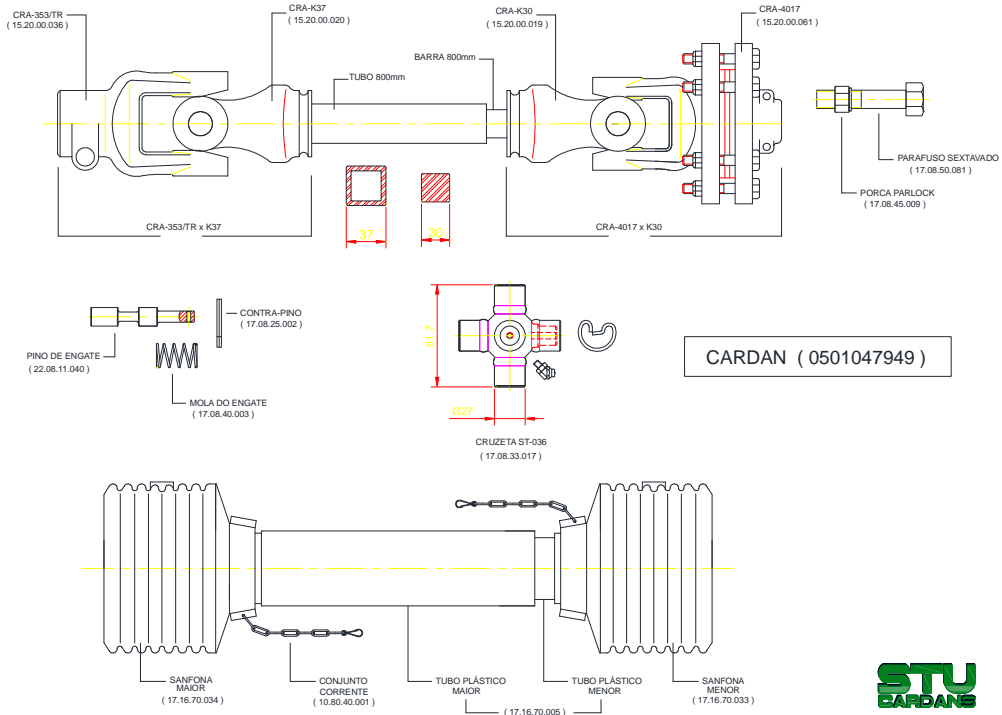 CRA-353/TR
( 15.20.00.036 )
CRA-K37
( 15.20.00.020 )
CRA-K30
( 15.20.00.019 )
CRA-4017
( 15.20.00.061 )
TUBO 800mm
BARRA 800mm
PARAFUSO SEXTAVADO
( 17.08.50.081 )
PORCA PARLOCK
( 17.08.45.009 )
CRA-353/TR x K37
37
30
CRA-4017 x K30
PINO DE ENGATE
( 22.08.11.040 )
CONTRA-PINO
( 17.08.25.002 )
MOLA DO ENGATE
( 17.08.40.003 )
81.7
Ø27
CRUZETA ST-036
( 17.08.33.017 )
CARDAN ( 0501047949 )
SANFONA
MAIOR
( 17.16.70.034 )
CONJUNTO
CORRENTE
( 10.80.40.001 )
TUBO PLÁSTICO
MAIOR
TUBO PLÁSTICO
MENOR
( 17.16.70.005 )
SANFONA
MENOR
( 17.16.70.033 )
STU
CARDANS